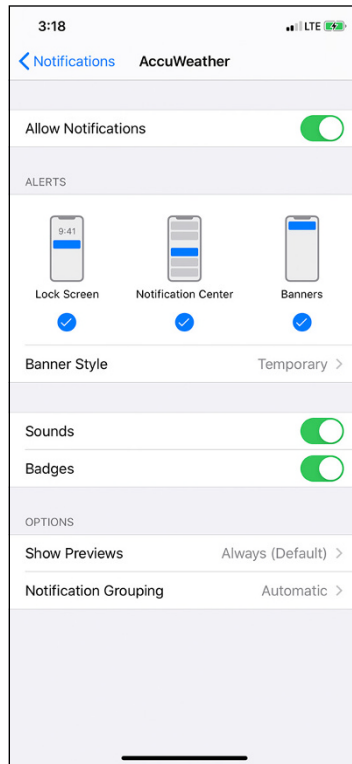 3:18 LTE
Notifications AccuWeather
Allow Notifications
ALERTS
9:41
Lock Screen Notification Center Banners
Banner Style Temporary
Sounds
Badges
OPTIONS
Show Previews Always (Default)
Notification Grouping Automatic